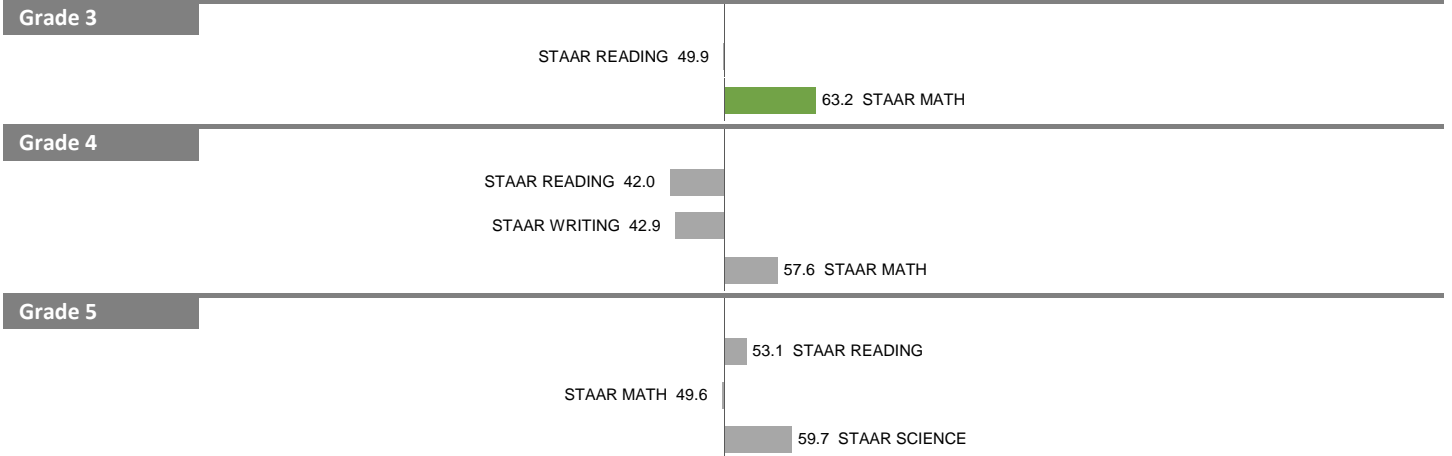 Grade 3
STAAR READING 49.9
63.2 STAAR MATH
Grade 4
STAAR READING 42.0
STAAR WRITING 42.9
57.6 STAAR MATH
Grade 5
53.1 STAAR READING
STAAR MATH 49.6
59.7 STAAR SCIENCE